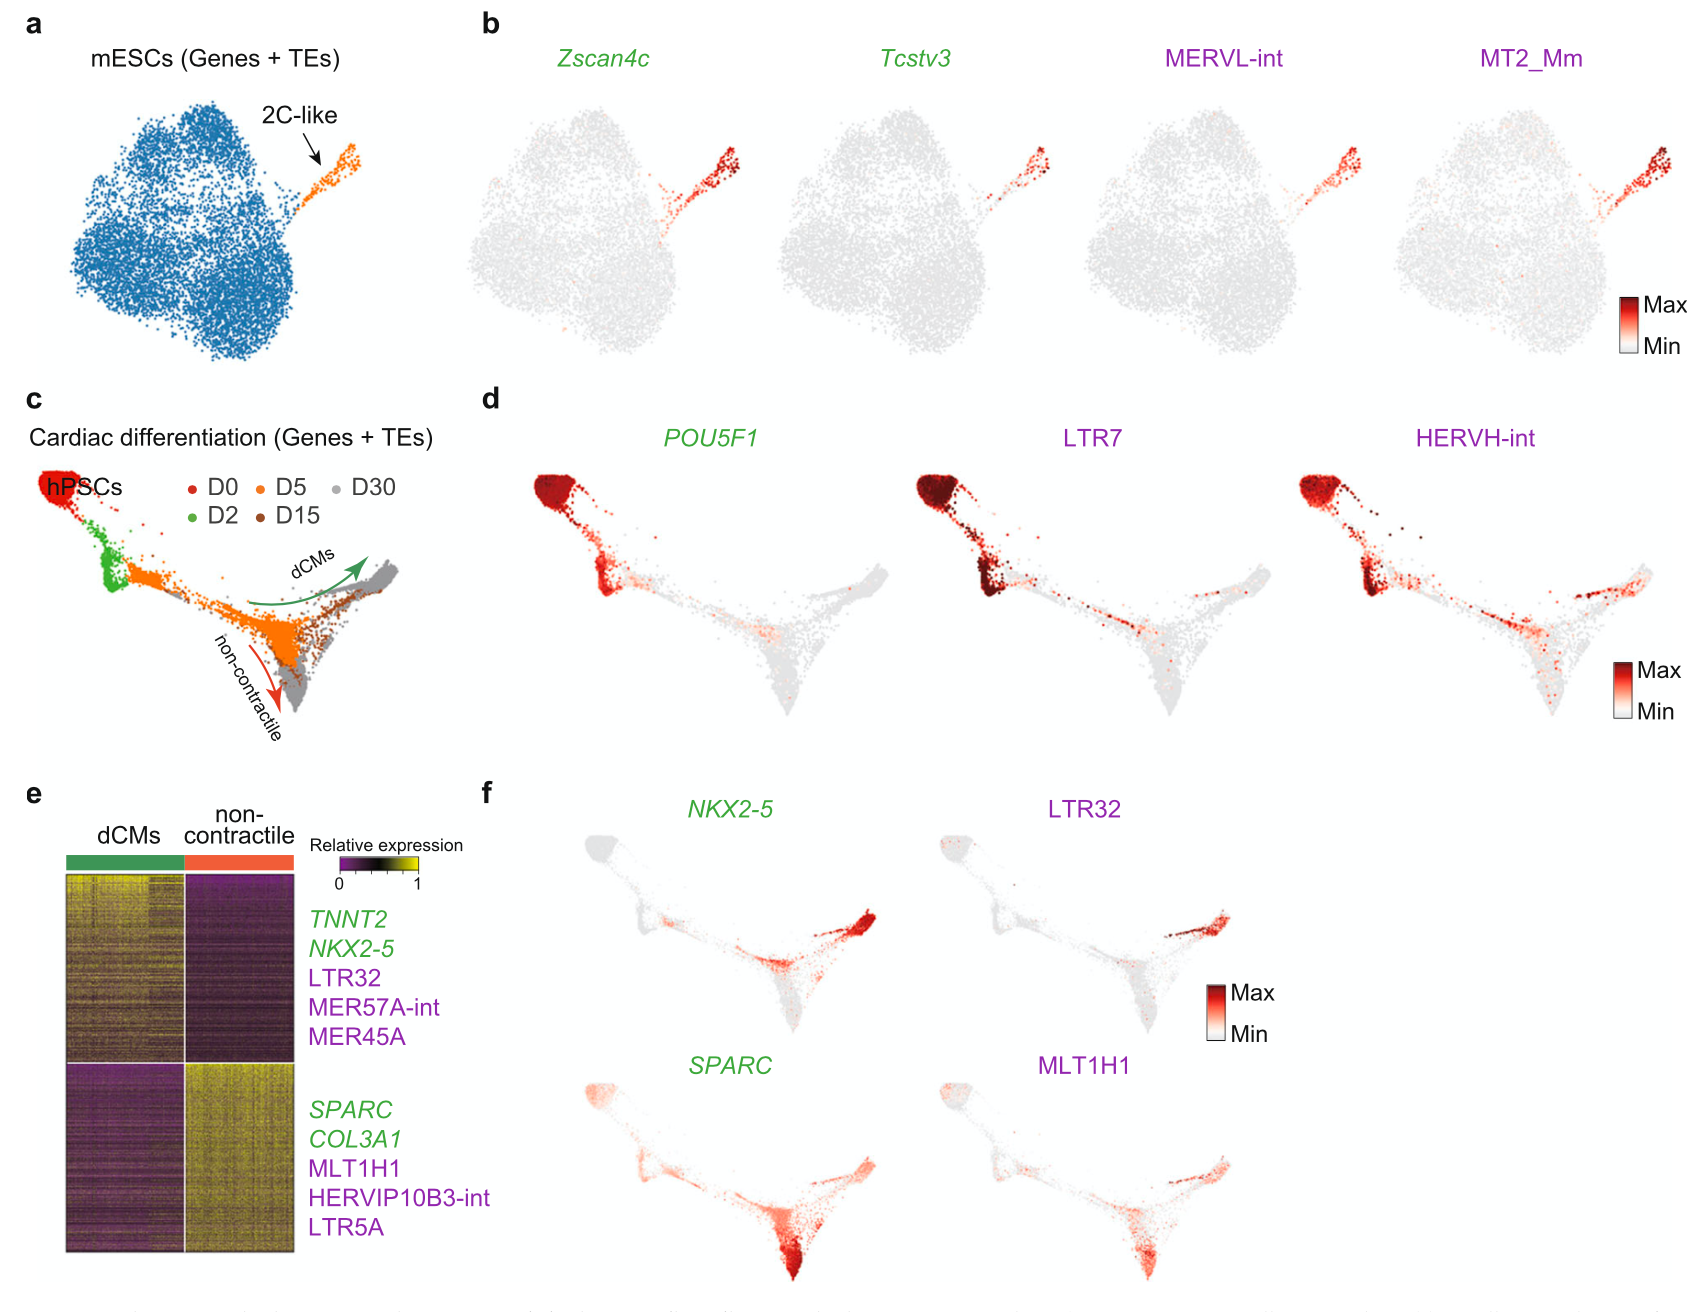 a
mESCs (Genes + TEs)
2C-like
b
Zscan4c
Tcstv3
MERVL-int
MT2_Mm
Max
Min
c
Cardiac differentiation (Genes + TEs)
hPSCs
D0
D5
D30
D2
D15
dCMs
non-contractile
d
POU5F1
LTR7
HERVH-int
Max
Min
e
dCMs
non-
contractile
Relative expression
0
1
TNNT2
NKX2-5
LTR32
MER57A-int
MER45A
SPARC
COL3A1
MLT1H1
HERVIP10B3-int
LTR5A
f
NKX2-5
LTR32
Max
Min
SPARC
MLT1H1